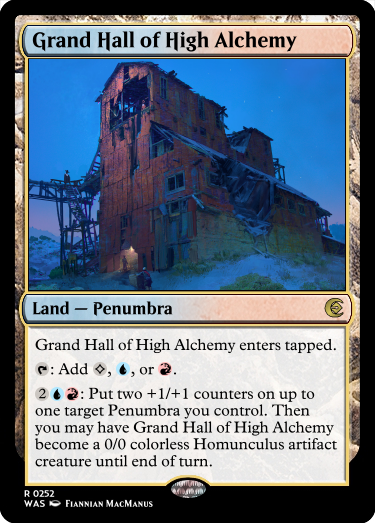 Grand Hall of High Alchemy
Land — Penumbra
Grand Hall of High Alchemy enters tapped.
: Add , , or .
2 : Put two +1/+1 counters on up to
one target Penumbra you control. Then
you may have Grand Hall of High Alchemy
become a 0/0 colorless Homunculus artifact
creature until end of turn.
R 0252
WAS Fiannian MacManus